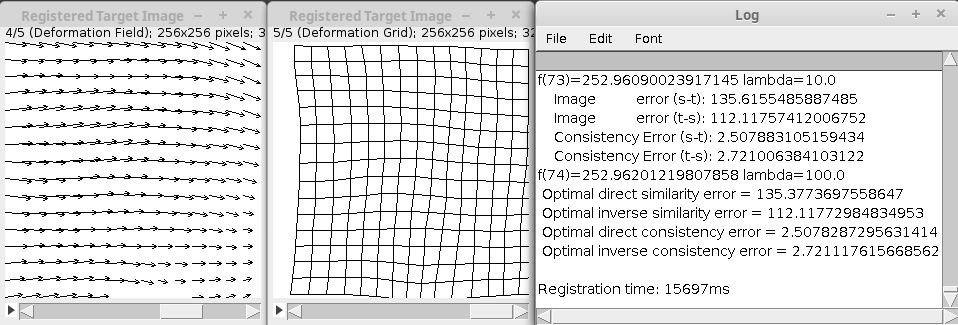 Registered Target Image
4/5 (Deformation Field); 256x256 pixels; 3
Registered Target Image
5/5 (Deformation Grid); 256x256 pixels; 32
Log
File Edit Font
f(73)=252.96090023917145 lambda=10.0
Image error (s-t): 135.6155485887485
Image error (t-s): 112.11757412006752
Consistency Error (s-t): 2.507883105159434
Consistency Error (t-s): 2.721006384103122
f(74)=252.96201219807858 lambda=100.0
Optimal direct similarity error = 135.3773697558647
Optimal inverse similarity error = 112.11772984834953
Optimal direct consistency error = 2.5078287295631414
Optimal inverse consistency error = 2.721117615668562
Registration time: 15697ms